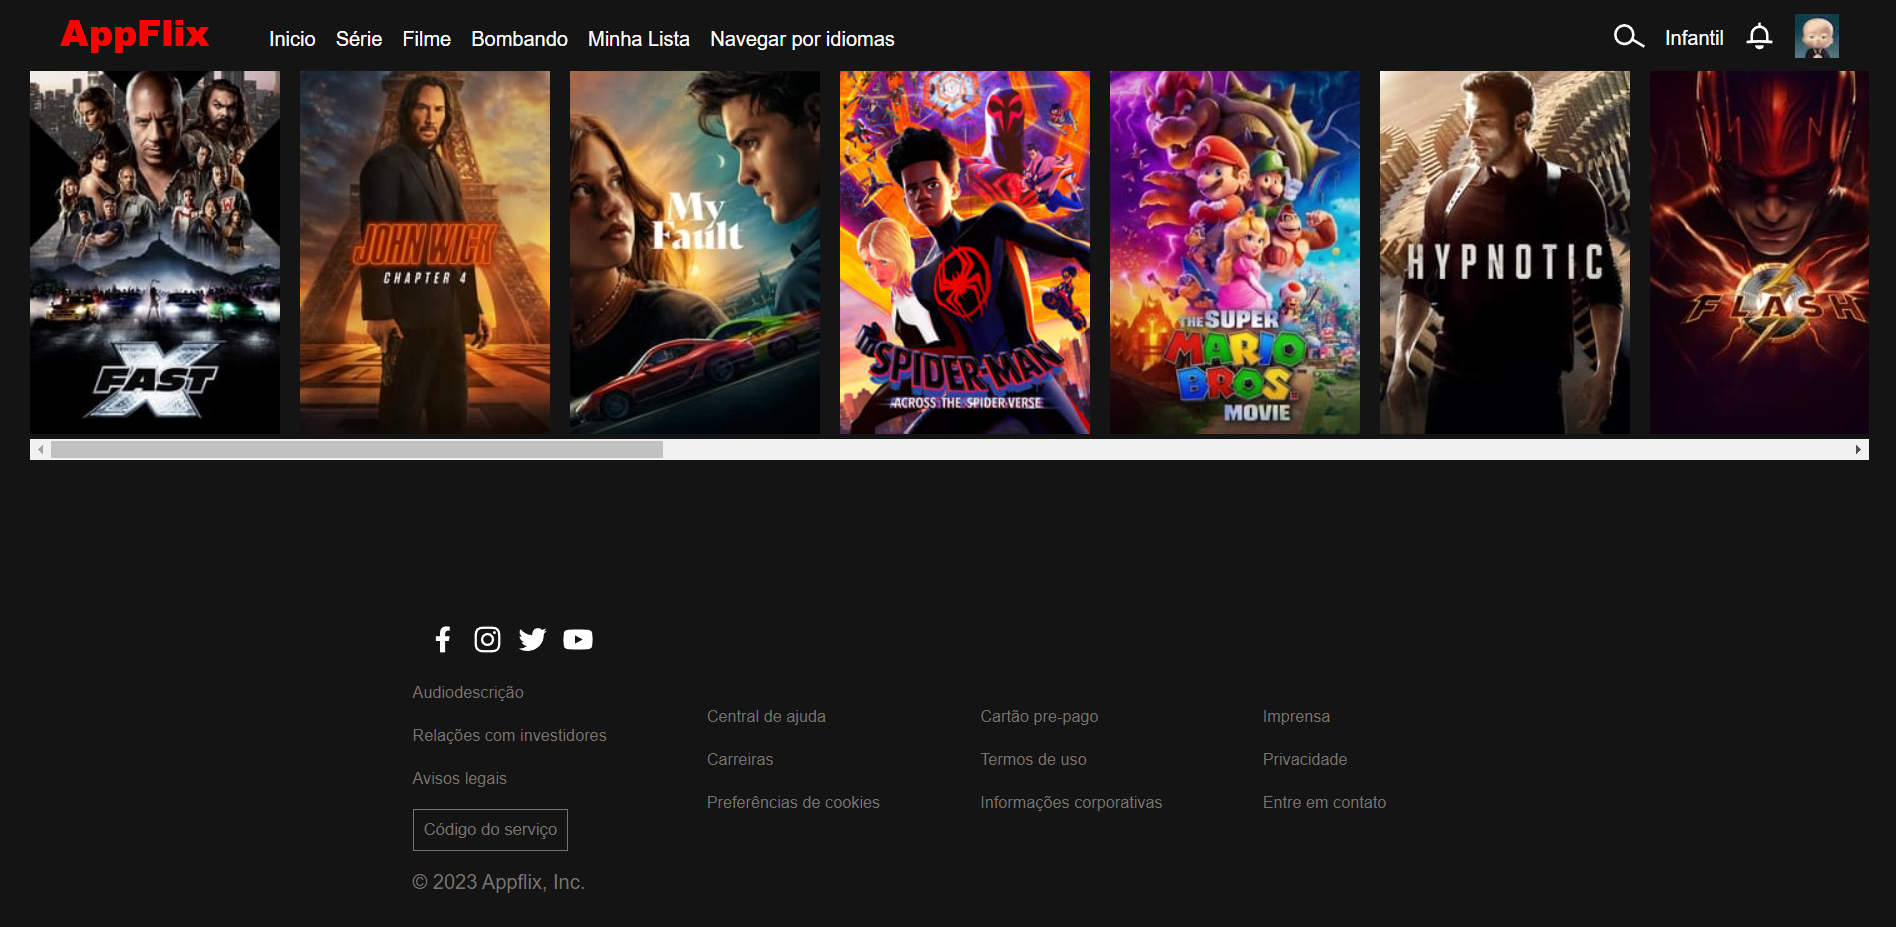 AppFlix
Inicio Série Filme Bombando Minha Lista Navegar por idiomas
Infantil
FAST X
JOHN WICK
CHAPTER 4
My
Fault
SPIDER-MAN
ACROSS THE SPIDER-VERSE
THE SUPER
MARIO
BROS.
MOVIE
HYPNOTIC
FLASH
Audiodescrição
Relações com investidores
Avisos legais
Código do serviço
© 2023 Appflix, Inc.
Central de ajuda
Carreiras
Preferências de cookies
Cartão pre-pago
Termos de uso
Informações corporativas
Imprensa
Privacidade
Entre em contato